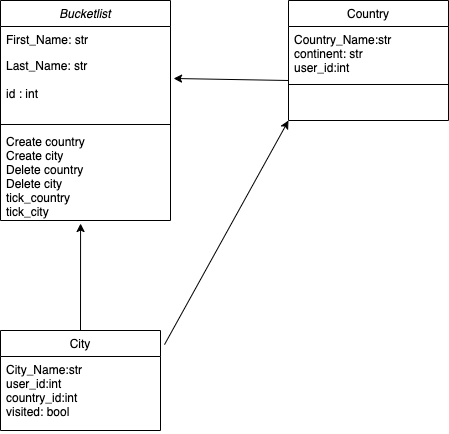 Bucketlist
First_Name: str
Last_Name: str
id : int
Create country
Create city
Delete country
Delete city
tick_country
tick_city
Country
Country_Name:str
continent: str
user_id:int
City
City_Name:str
user_id:int
country_id:int
visited: bool